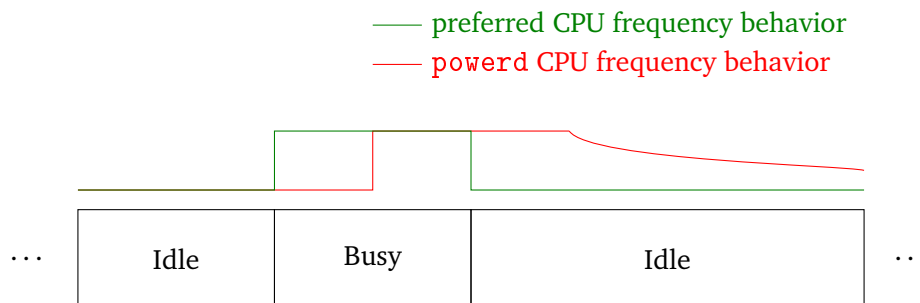 preferred CPU frequency behavior
powerd CPU frequency behavior
... Idle Busy Idle ..